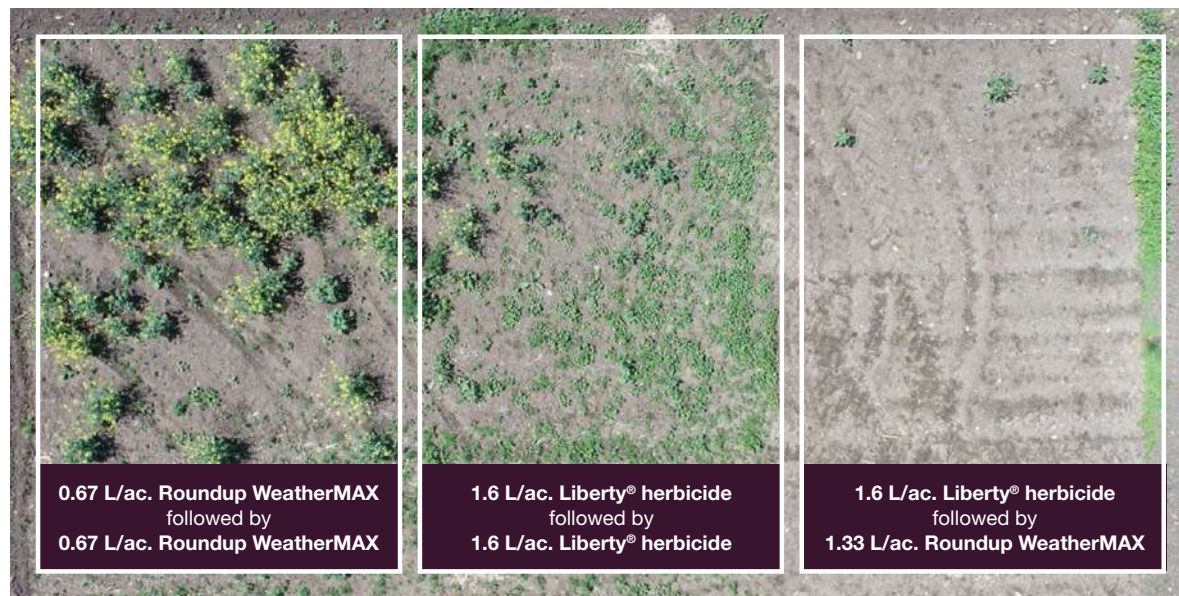 0.67 L/ac. Roundup WeatherMAX
followed by
0.67 L/ac. Roundup WeatherMAX
1.6 L/ac. Liberty® herbicide
followed by
1.6 L/ac. Liberty® herbicide
1.6 L/ac. Liberty® herbicide
followed by
1.33 L/ac. Roundup WeatherMAX